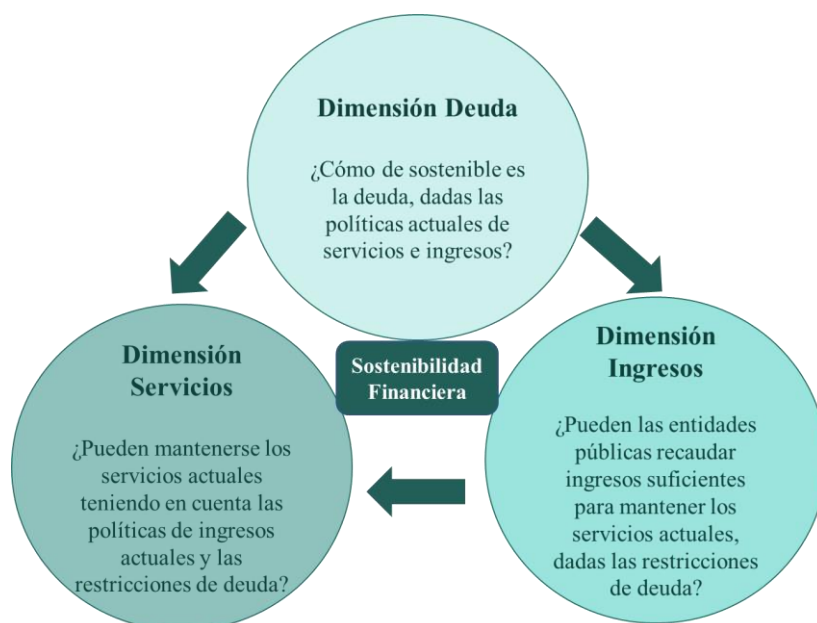 Dimensión Deuda
¿Cómo de sostenible es
la deuda, dadas las
políticas actuales de
servicios e ingresos?
Sostenibilidad
Financiera
Dimensión
Servicios
¿Pueden mantenerse los
servicios actuales
teniendo en cuenta las
políticas de ingresos
actuales y las
restricciones de deuda?
Dimensión
Ingresos
¿Pueden las entidades
públicas recaudar
ingresos suficientes
para mantener los
servicios actuales,
dadas las restricciones
de deuda?